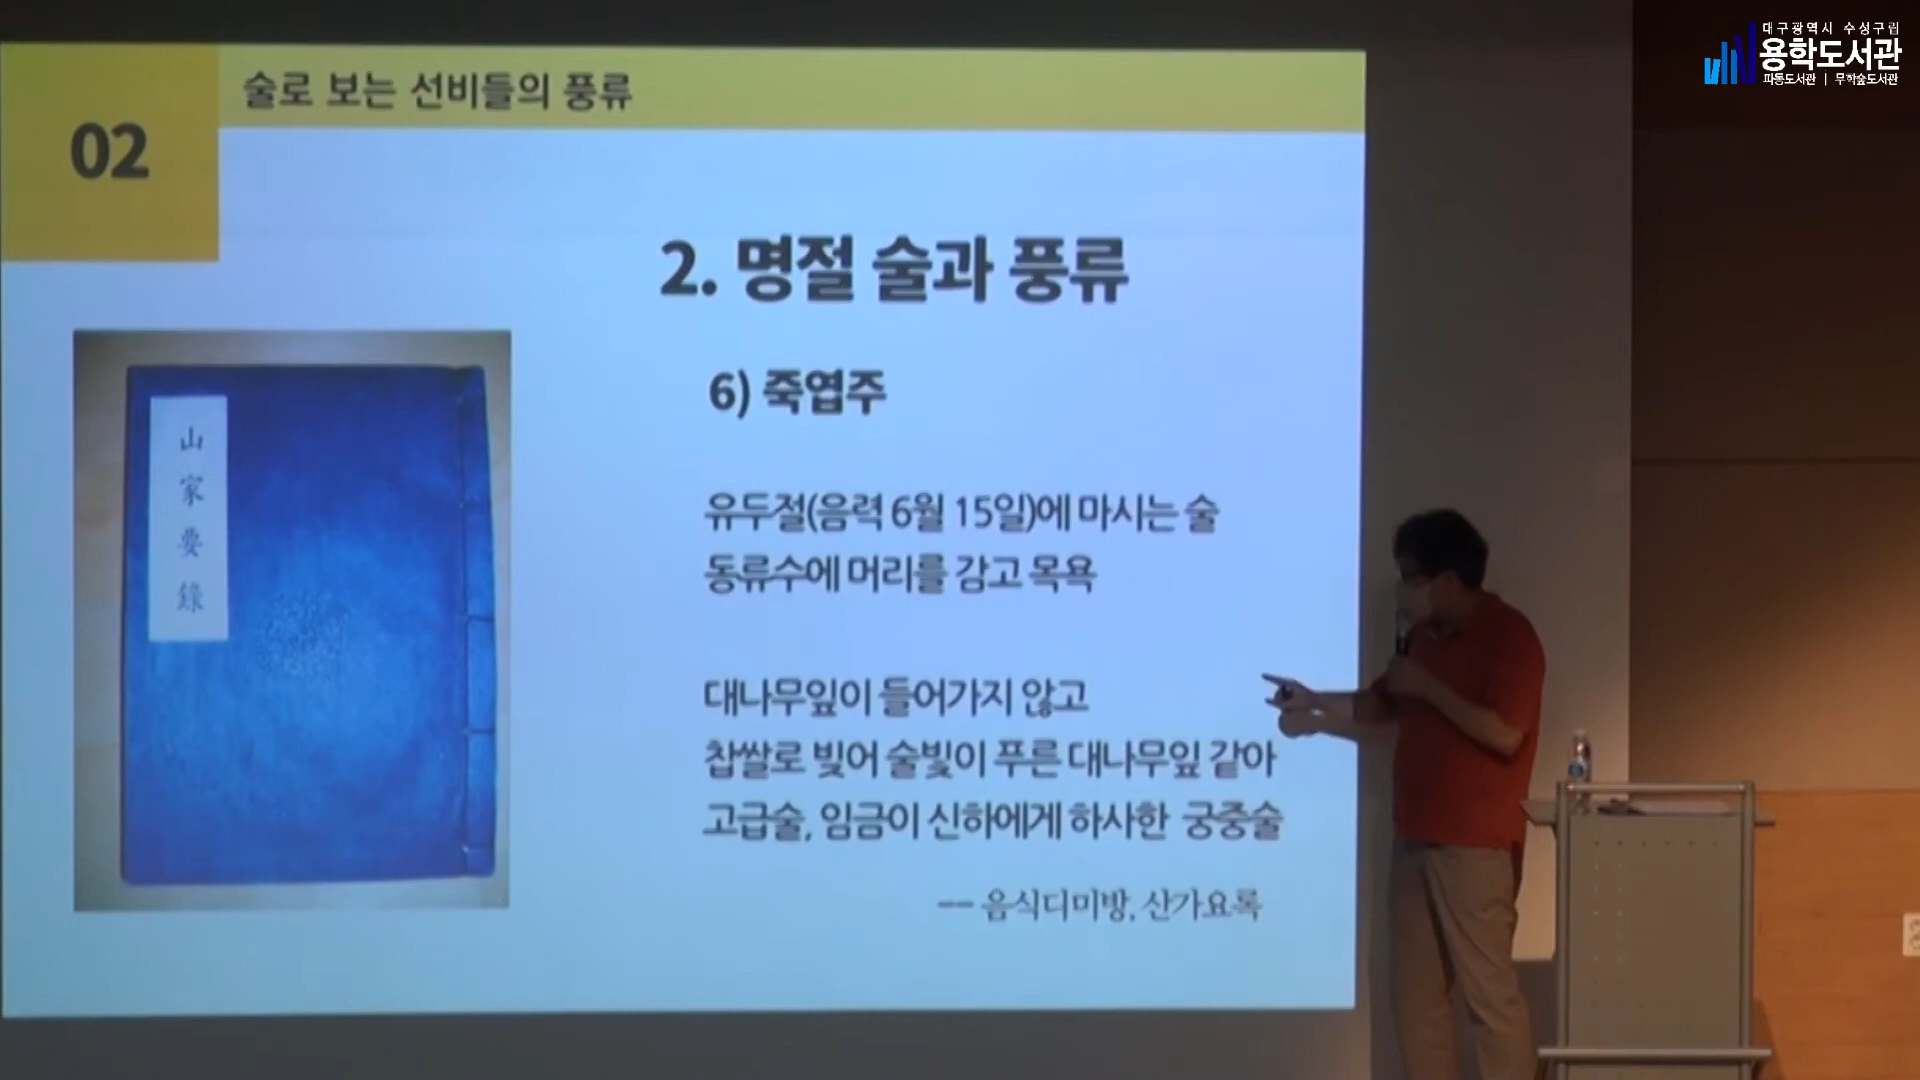 대구광역시 수성구립
용학도서관
파동도서관 | 무학숲도서관
02
술로 보는 선비들의 풍류
2. 명절 술과 풍류
6) 죽엽주
유두절(음력 6월 15일)에 마시는 술
동류수에 머리를 감고 목욕
대나무잎이 들어가지 않고
찹쌀로 빚어 술빛이 푸른 대나무잎 같아
고급술, 임금이 신하에게 하사한 궁중술
-- 음식디미방, 산가요록
山
家
要
錄